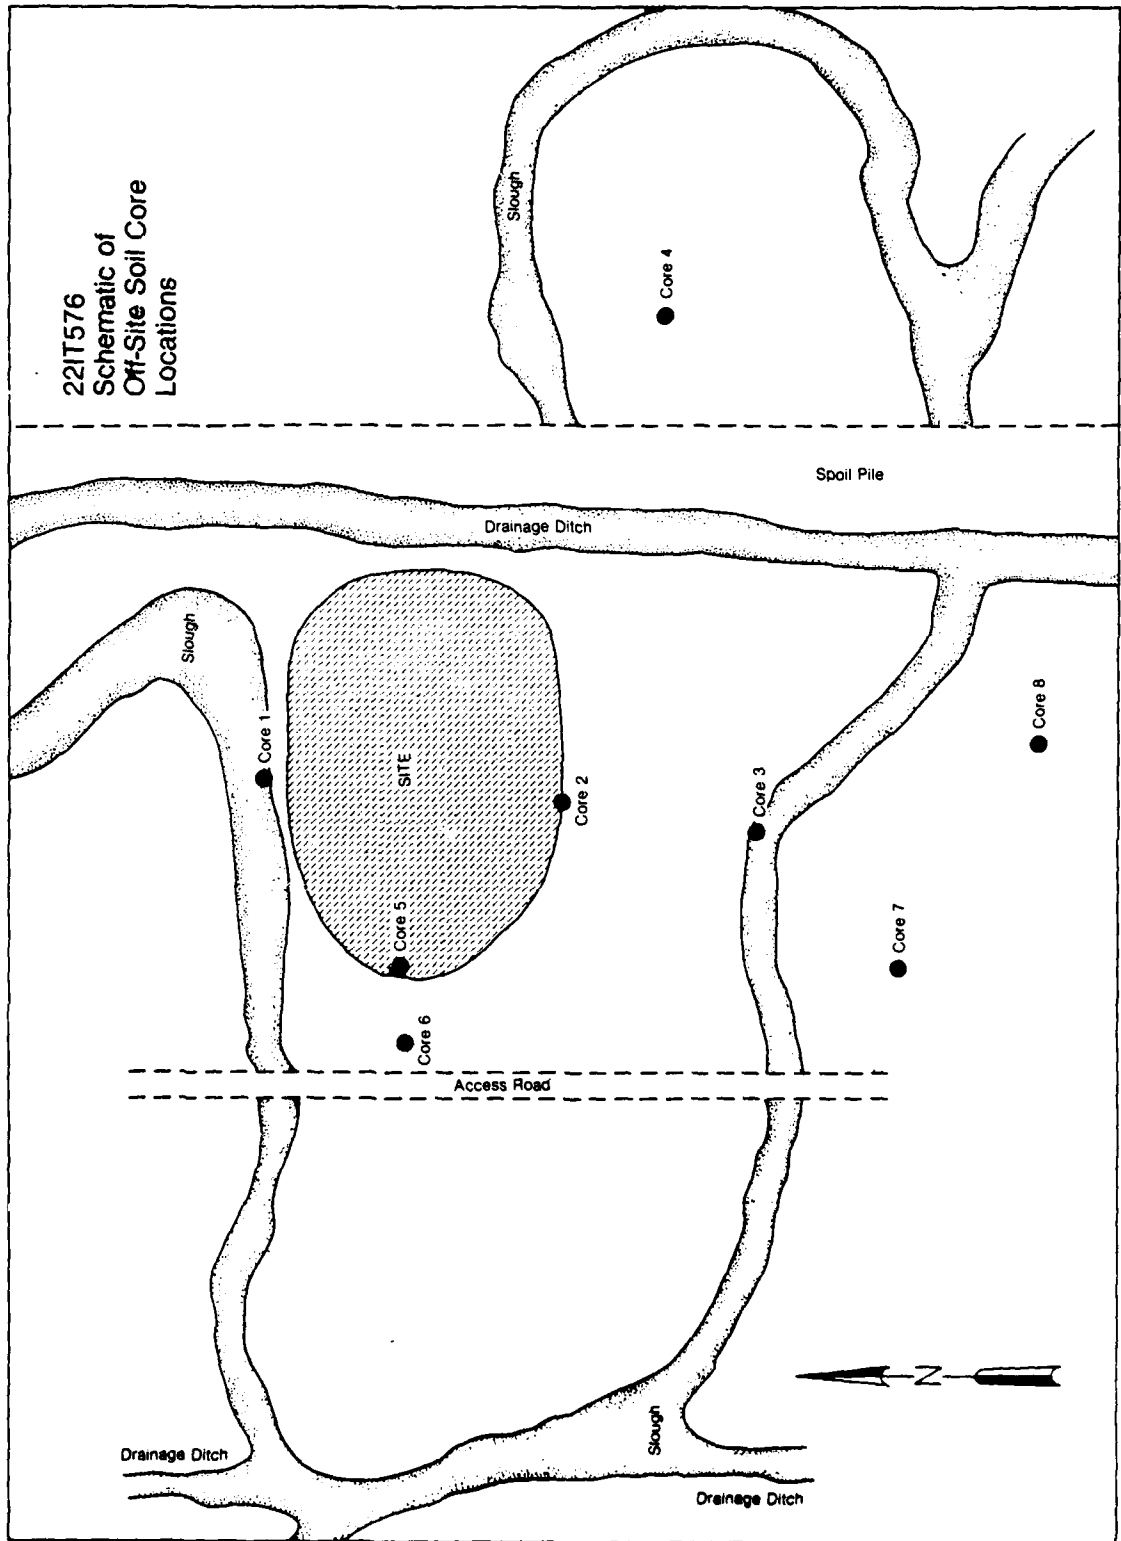 22IT576
Schematic of
Off-Site Soil Core
Locations
Slough
Core 4
Spoil Pile
Drainage Ditch
Slough
Core 1
SITE
Core 2
Core 3
Core 8
Core 5
Core 7
Core 6
Access Road
N
Slough
Drainage Ditch
Drainage Ditch